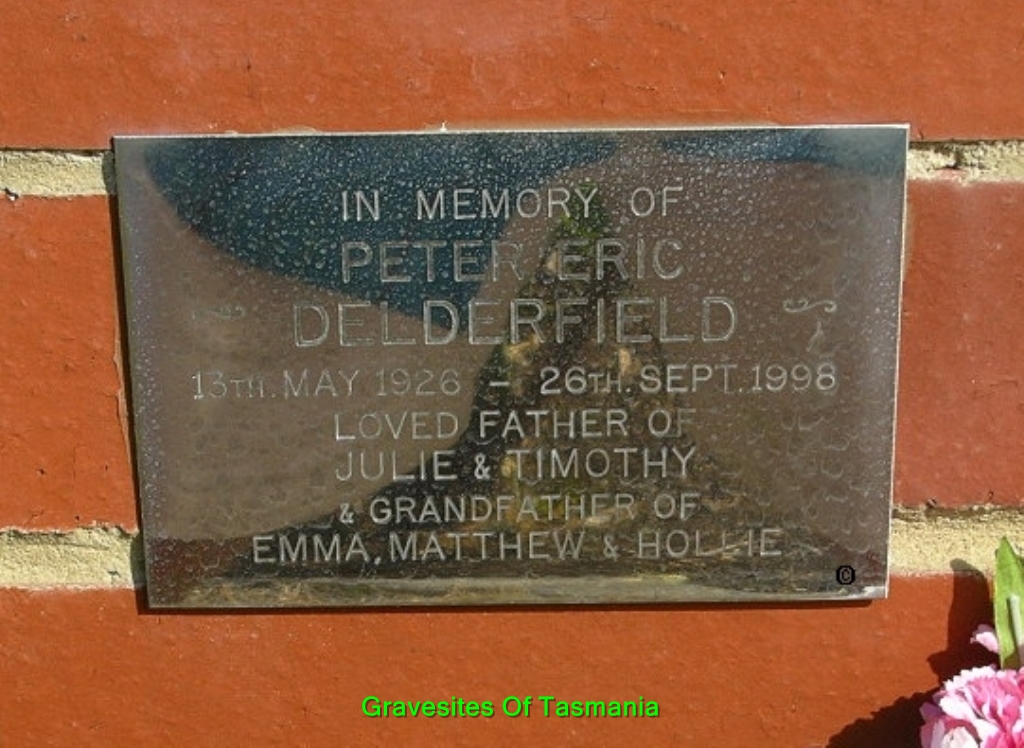 IN MEMORY OF
PETER ERIC
DELDERFIELD
13TH. MAY 1926 – 26TH. SEPT. 1998
LOVED FATHER OF
JULIE & TIMOTHY
& GRANDFATHER OF
EMMA, MATTHEW & HOLLIE
©
Gravesites Of Tasmania